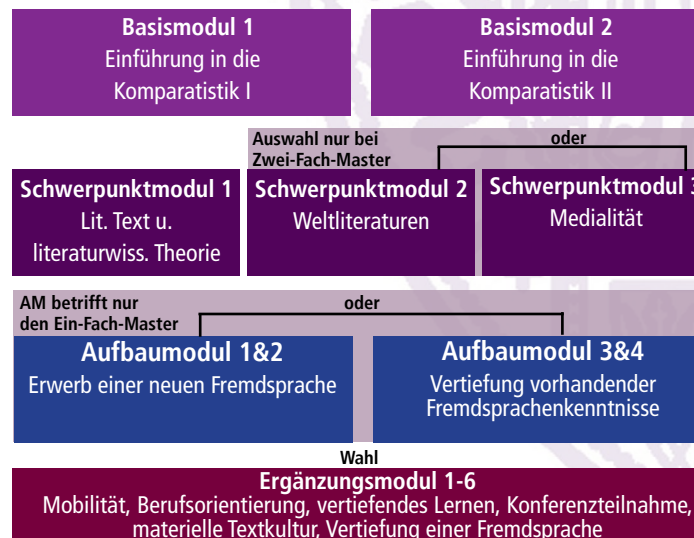 Basismodul 1
Einführung in die
Komparatistik I
Basismodul 2
Einführung in die
Komparatistik II
Auswahl nur bei
Zwei-Fach-Master
oder
Schwerpunktmodul 1
Lit. Text u.
literaturwiss. Theorie
Schwerpunktmodul 2
Weltliteraturen
Schwerpunktmodul 3
Medialität
AM betrifft nur
den Ein-Fach-Master
oder
Aufbaumodul 1&2
Erwerb einer neuen Fremdsprache
Aufbaumodul 3&4
Vertiefung vorhandender
Fremdsprachenkenntnisse
Wahl
Ergänzungsmodul 1-6
Mobilität, Berufsorientierung, vertiefendes Lernen, Konferenzteilnahme,
materielle Textkultur, Vertiefung einer Fremdsprache